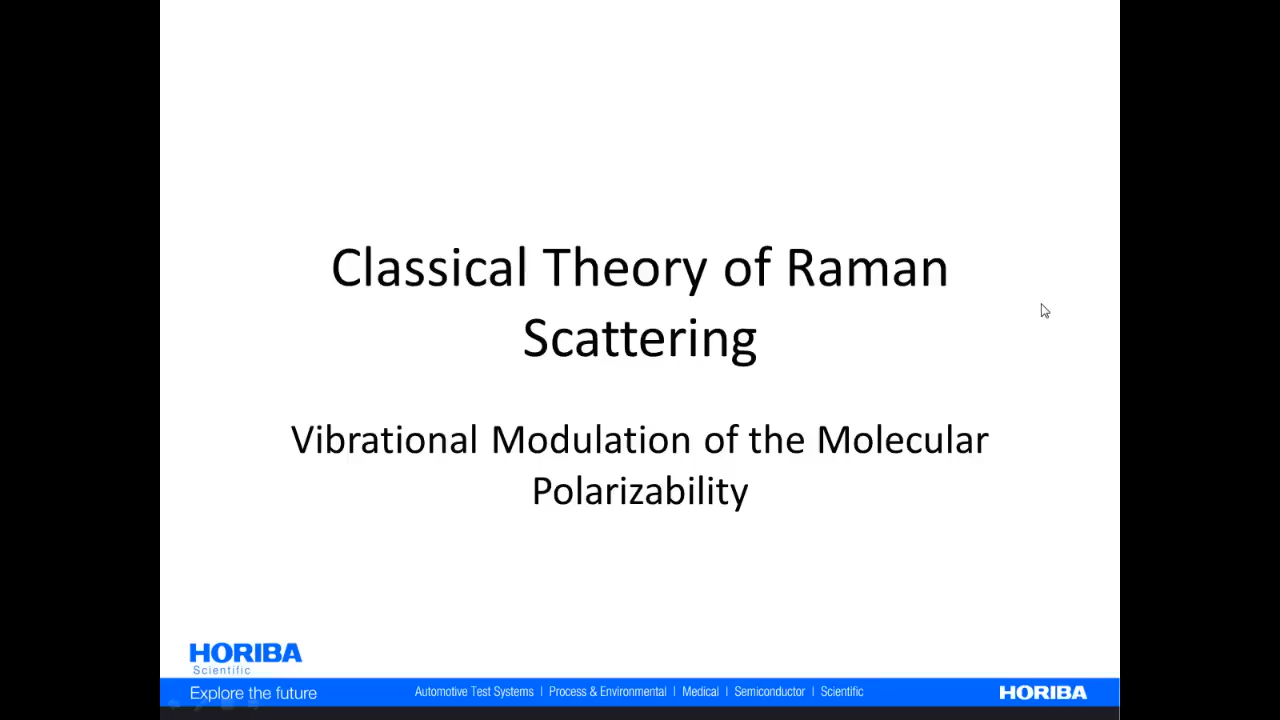 Classical Theory of Raman
Scattering
Vibrational Modulation of the Molecular
Polarizability
HORIBA
Scientific
Explore the future
Automotive Test Systems | Process & Environmental | Medical | Semiconductor | Scientific
HORIBA